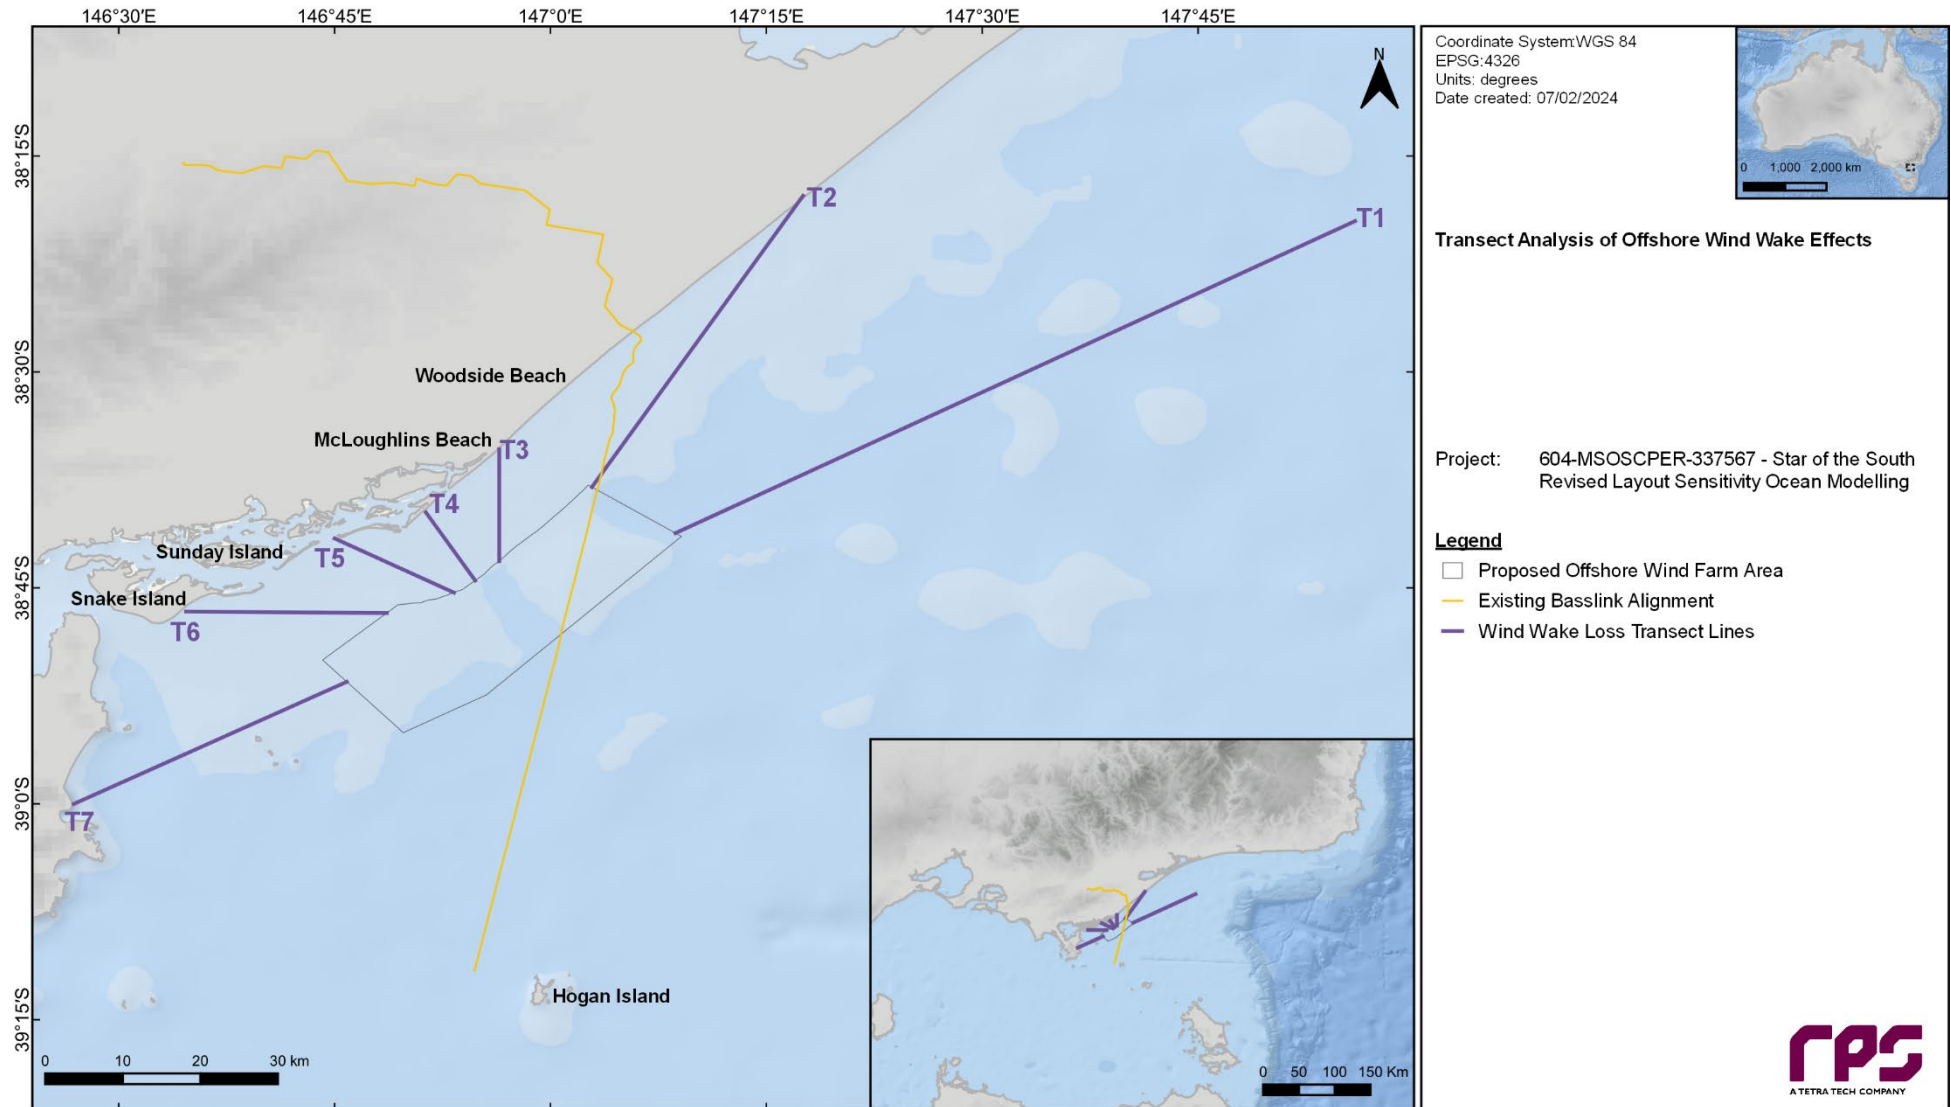 146°30'E 146°45'E 147°0'E 147°15'E 147°30'E 147°45'E
38°15'S
38°30'S
38°45'S
39°0'S
39°15'S
N
T2
T1
Woodside Beach
McLoughlins Beach
T3
T4
Sunday Island
T5
Snake Island
T6
T7
Hogan Island
0 10 20 30 km
0 50 100 150 Km
Coordinate System:WGS 84
EPSG:4326
Units: degrees
Date created: 07/02/2024
0 1,000 2,000 km
Transect Analysis of Offshore Wind Wake Effects
Project: 604-MSOSCPER-337567 - Star of the South
Revised Layout Sensitivity Ocean Modelling
Legend
Proposed Offshore Wind Farm Area
Existing Basslink Alignment
Wind Wake Loss Transect Lines
rps
A TETRA TECH COMPANY